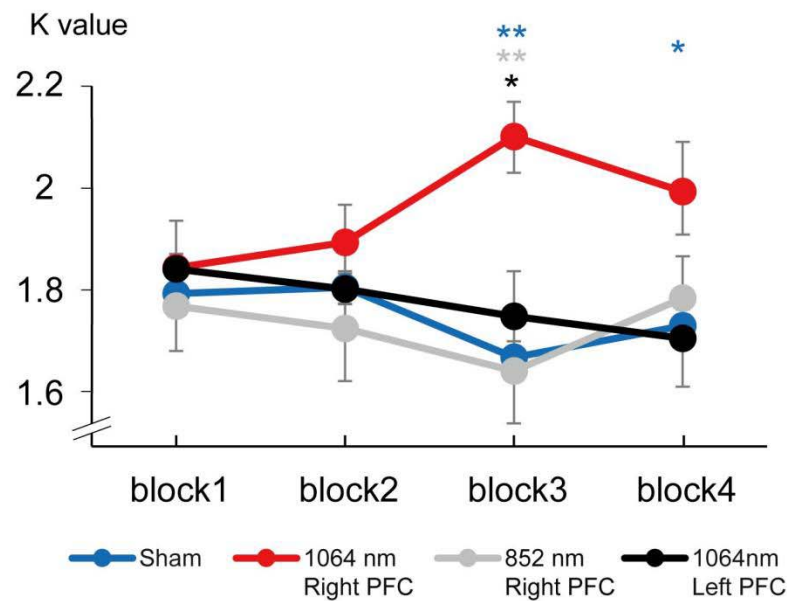 K value
**
**
*
*
2.2
2
1.8
1.6
block1 block2 block3 block4
Sham
1064 nm
Right PFC
852 nm
Right PFC
1064nm
Left PFC